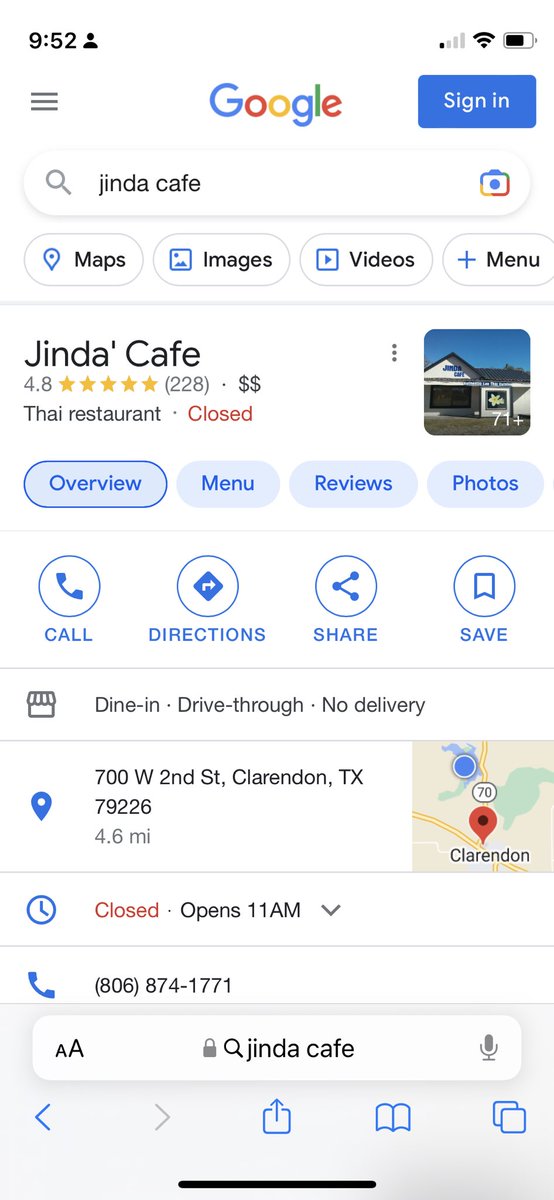 9:52
Google
Sign in
jinda cafe
Maps
Images
Videos
+ Menu
Jinda' Cafe
4.8 (228) · $$
Thai restaurant · Closed
JINDA
CAFE
71+
Overview
Menu
Reviews
Photos
CALL
DIRECTIONS
SHARE
SAVE
Dine-in · Drive-through · No delivery
700 W 2nd St, Clarendon, TX
79226
4.6 mi
70
Clarendon
Closed · Opens 11AM
(806) 874-1771
AA
jinda cafe